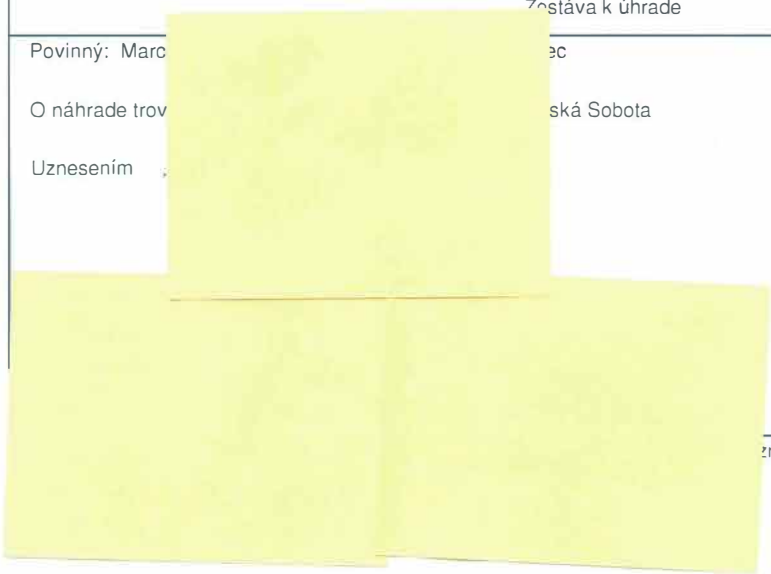 Zostáva k úhrade
Povinný: Marc ec
O náhrade trov ská Sobota
Uznesením